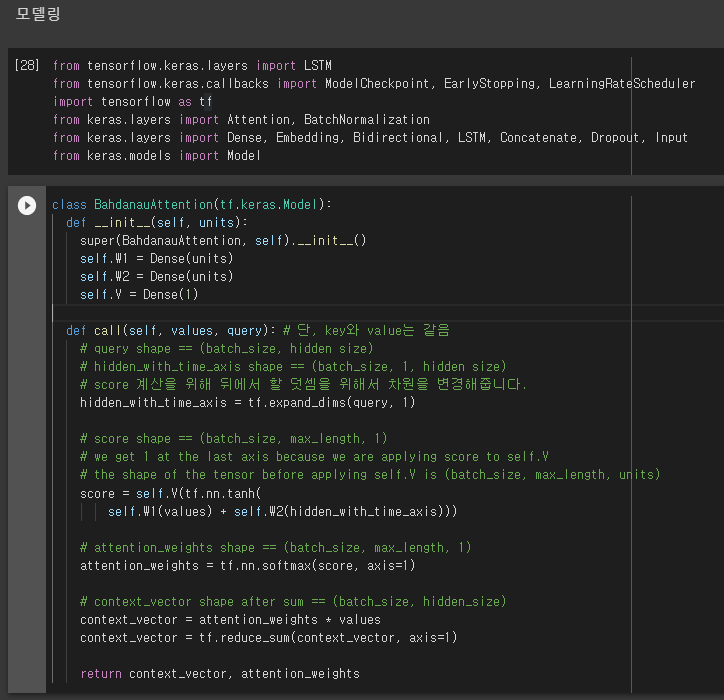 모델링
[28] from tensorflow.keras.layers import LSTM
from tensorflow.keras.callbacks import ModelCheckpoint, EarlyStopping, LearningRateScheduler
import tensorflow as tf
from keras.layers import Attention, BatchNormalization
from keras.layers import Dense, Embedding, Bidirectional, LSTM, Concatenate, Dropout, Input
from keras.models import Model
class BahdanauAttention(tf.keras.Model):
  def __init__(self, units):
    super(BahdanauAttention, self).__init__()
    self.W1 = Dense(units)
    self.W2 = Dense(units)
    self.V = Dense(1)

  def call(self, values, query): # 단, key와 value는 같음
    # query shape == (batch_size, hidden size)
    # hidden_with_time_axis shape == (batch_size, 1, hidden size)
    # score 계산을 위해 뒤에서 할 덧셈을 위해서 차원을 변경해줍니다.
    hidden_with_time_axis = tf.expand_dims(query, 1)

    # score shape == (batch_size, max_length, 1)
    # we get 1 at the last axis because we are applying score to self.V
    # the shape of the tensor before applying self.V is (batch_size, max_length, units)
    score = self.V(tf.nn.tanh(
        self.W1(values) + self.W2(hidden_with_time_axis)))

    # attention_weights shape == (batch_size, max_length, 1)
    attention_weights = tf.nn.softmax(score, axis=1)

    # context_vector shape after sum == (batch_size, hidden_size)
    context_vector = attention_weights * values
    context_vector = tf.reduce_sum(context_vector, axis=1)

    return context_vector, attention_weights